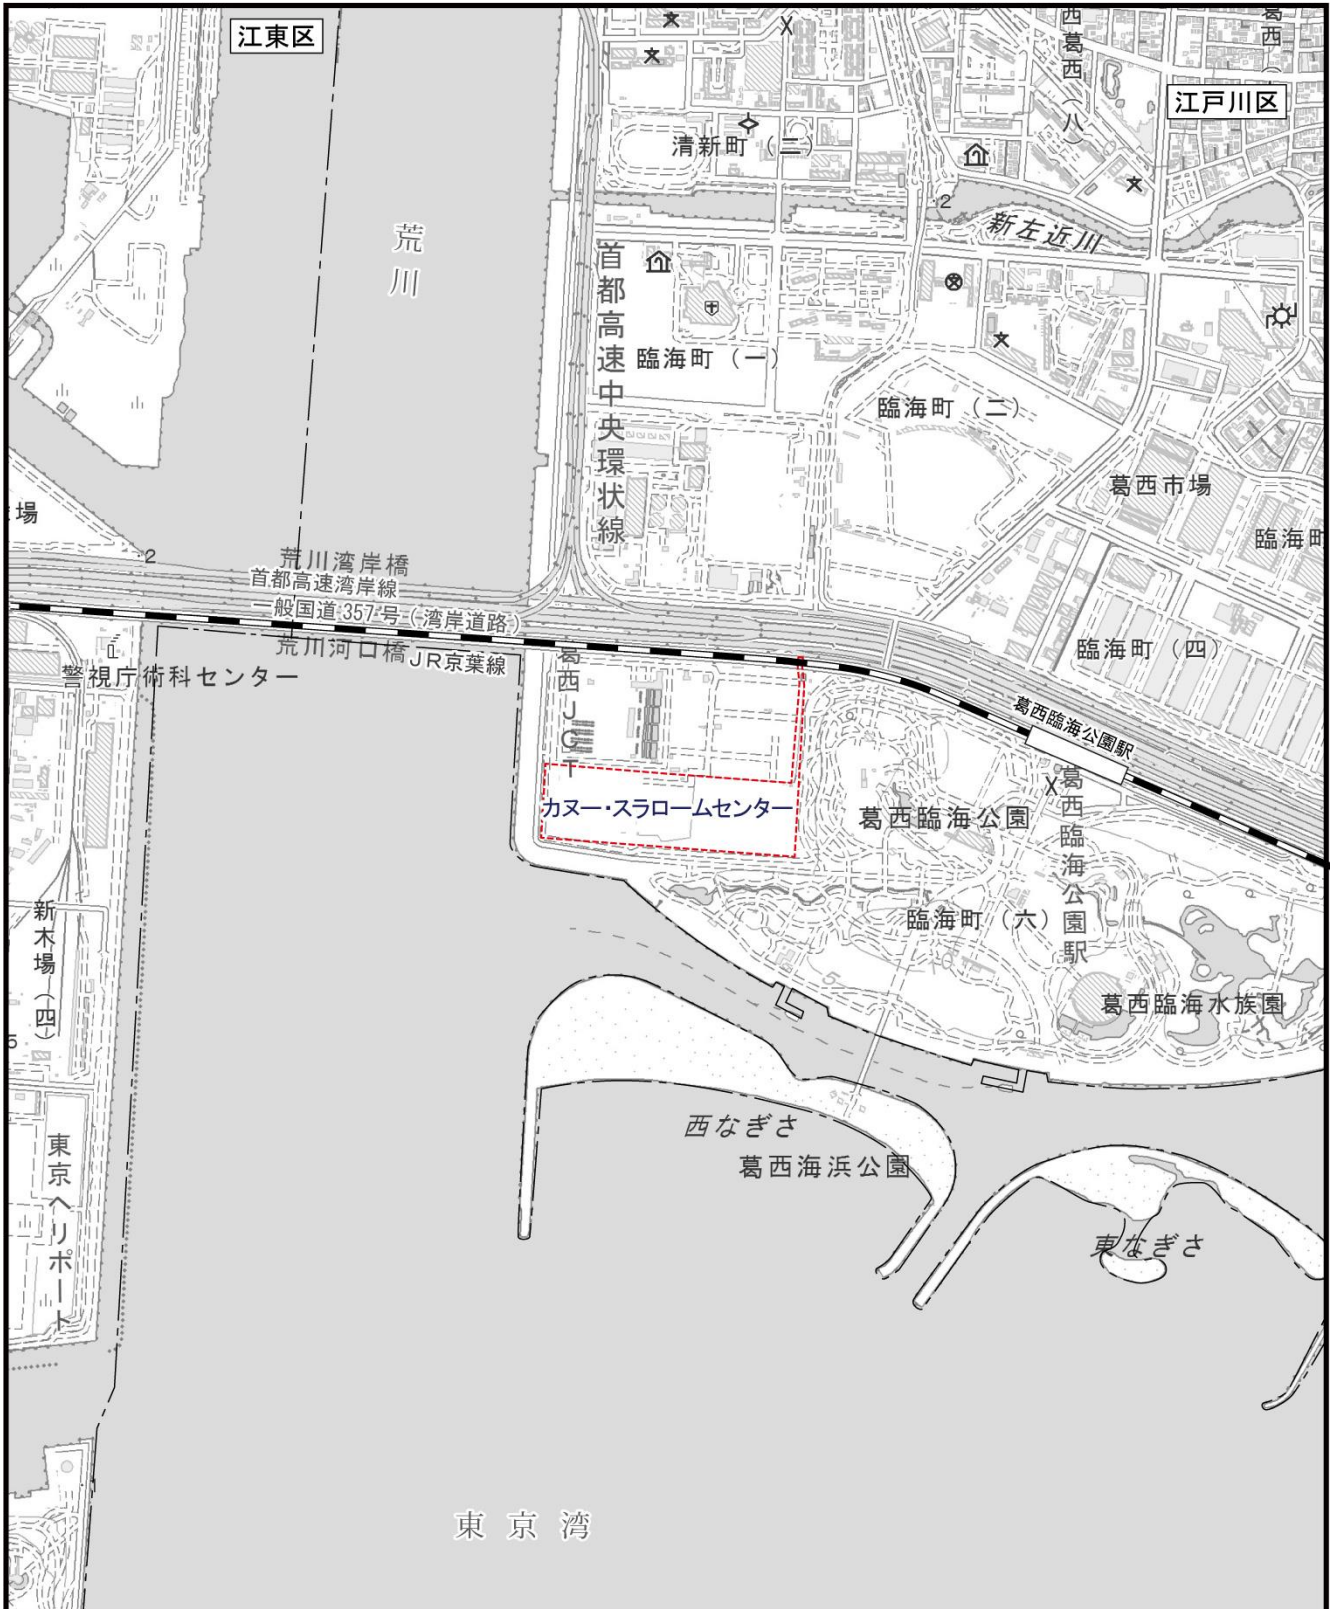 江東区
西葛西（八）
葛西
江戸川区
清新町（二）
2
新左近川
荒川
首都高速中央環状線
臨海町（一）
臨海町（二）
葛西市場
場
臨海町
2
荒川湾岸橋
首都高速湾岸線
一般国道357号（湾岸道路）
荒川河口橋
JR京葉線
警視庁術科センター
葛西JCT
臨海町（四）
葛西臨海公園駅
カヌー・スラロームセンター
葛西臨海公園
葛西臨海公園駅
臨海町（六）
新木場（四）
5
葛西臨海水族園
西なぎさ
葛西海浜公園
東なぎさ
東京ヘリポート
東京湾